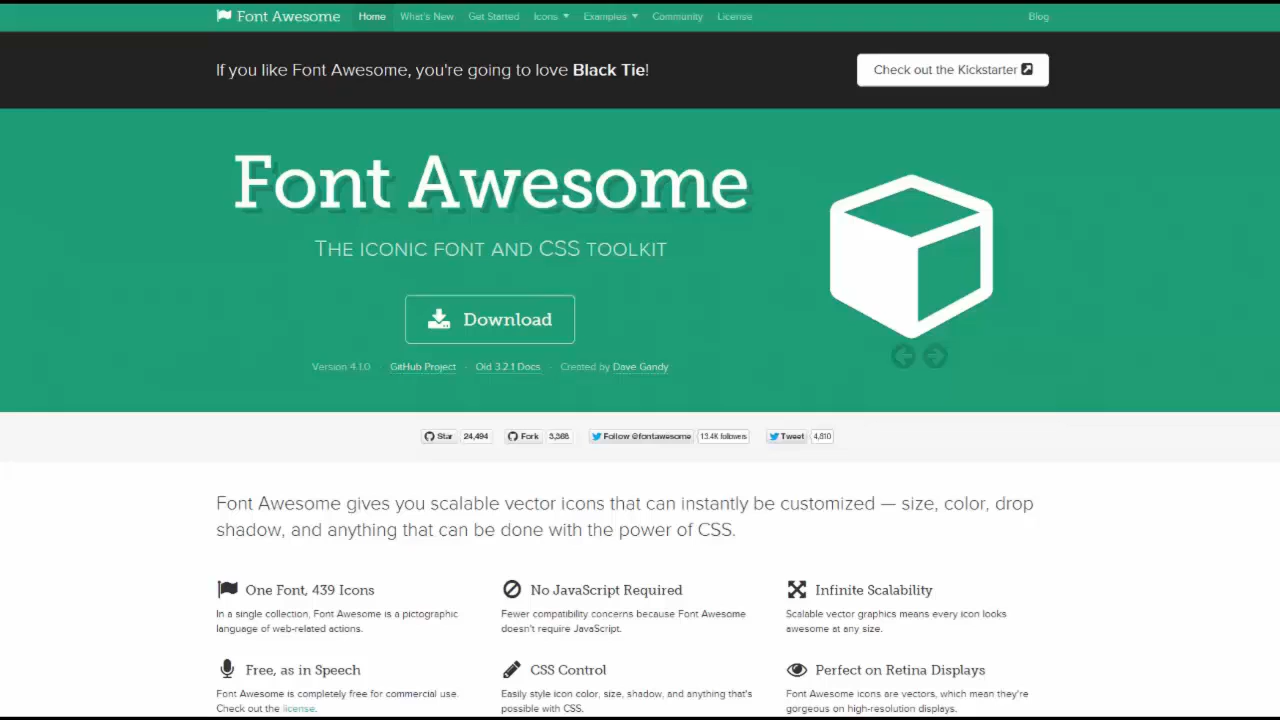 Font Awesome Home What's New Get Started Icons Examples Community License Blog
If you like Font Awesome, you're going to love Black Tie!
Check out the Kickstarter
Font Awesome
The iconic font and CSS toolkit
Download
Version 4.1.0 · GitHub Project · Old 3.2.1 Docs · Created by Dave Gandy
Star 24,494 Fork 3,368 Follow @fontawesome 13.4K followers Tweet 4,810
Font Awesome gives you scalable vector icons that can instantly be customized — size, color, drop
shadow, and anything that can be done with the power of CSS.
One Font, 439 Icons
In a single collection, Font Awesome is a pictographic
language of web-related actions.
No JavaScript Required
Fewer compatibility concerns because Font Awesome
doesn't require JavaScript.
Infinite Scalability
Scalable vector graphics means every icon looks
awesome at any size.
Free, as in Speech
Font Awesome is completely free for commercial use.
Check out the license.
CSS Control
Easily style icon color, size, shadow, and anything that's
possible with CSS.
Perfect on Retina Displays
Font Awesome icons are vectors, which mean they're
gorgeous on high-resolution displays.